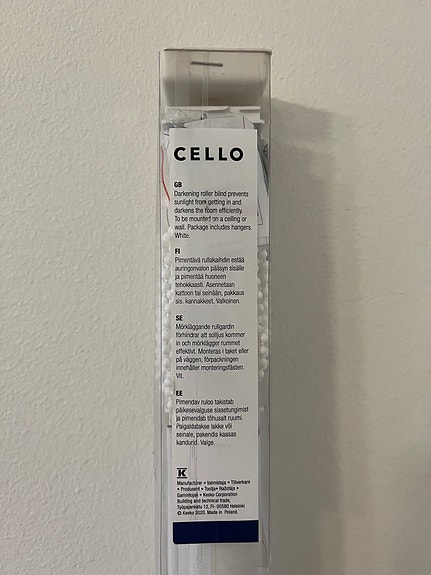 CELLO
GB
Darkening roller blind prevents
sunlight from getting in and
darkens the room efficiently.
To be mounted on a ceiling or
wall. Package includes hangers.
White.
FI
Pimentävä rullakaihdin estää
auringonvalon pääsyn sisälle
ja pimentää huoneen
tehokkaasti. Asennetaan
kattoon tai seinään, pakkaus
sis. kannakkeet. Valkoinen.
SE
Mörkläggande rullgardin
förhindrar att solljus kommer
in och mörklägger rummet
effektivt. Monteras i taket eller
på väggen, förpackningen
innehåller monteringsfästen.
Vit.
EE
Pimendav ruloo takistab
päikesevalguse sissetungimist
ja pimendab tõhusalt ruumi.
Paigaldatakse lakke või
seinale, pakendis kaasas
kandurid. Valge.
K
Manufacturer • Valmistaja • Tillverkare
• Produsent • Tootja • Ražotājs •
Gamintojas • Kesko Corporation
Building and technical trade,
Työpajankatu 12, FI- 00580 Helsinki
© Kesko 2020. Made in Poland.